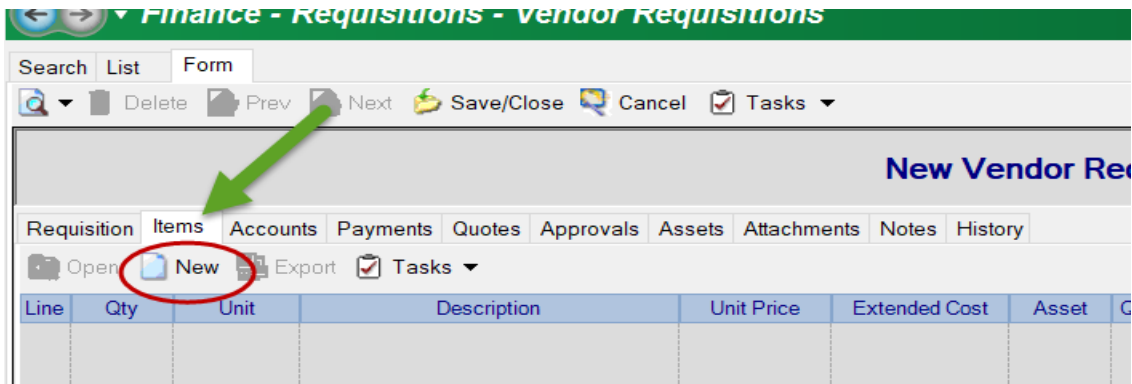 Finance - Requisitions - Vendor Requisitions
Search List Form
Delete Prev Next Save/Close Cancel Tasks
New Vendor Re
Requisition Items Accounts Payments Quotes Approvals Assets Attachments Notes History
Open New Export Tasks
Line Qty Unit Description Unit Price Extended Cost Asset